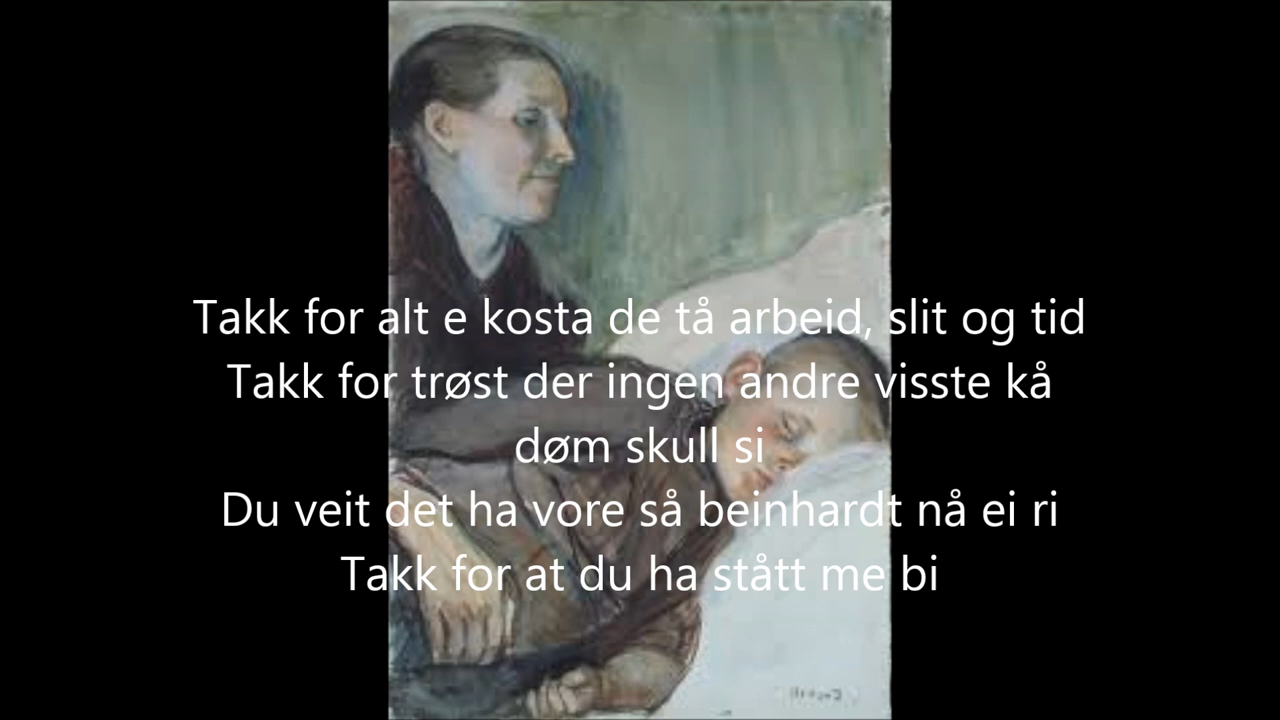 Takk for alt e kosta de tå arbeid, slit og tid
Takk for trøst der ingen andre visste kå
døm skull si
Du veit det ha vore så beinhardt nå ei ri
Takk for at du ha stått me bi